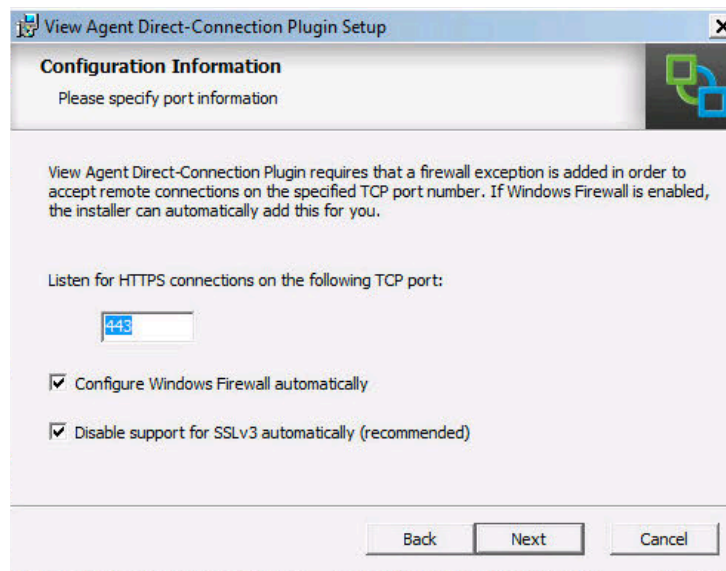 View Agent Direct-Connection Plugin Setup
Configuration Information
Please specify port information
View Agent Direct-Connection Plugin requires that a firewall exception is added in order to
accept remote connections on the specified TCP port number. If Windows Firewall is enabled,
the installer can automatically add this for you.
Listen for HTTPS connections on the following TCP port:
443
Configure Windows Firewall automatically
Disable support for SSLv3 automatically (recommended)
Back Next Cancel